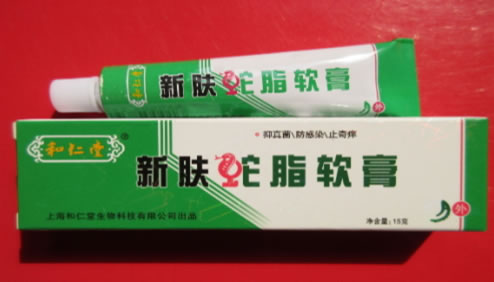 和仁堂
新肤蛇脂软膏
外
和仁堂®
•抑真菌\防感染\止奇痒
新肤蛇脂软膏
上海和仁堂生物科技有限公司出品
净含量:15克
外